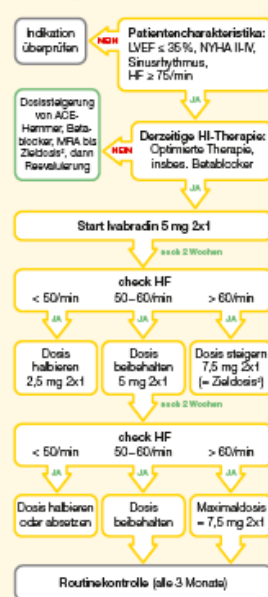 Indikation
überprüfen
NEIN
Patientencharakteristika:
LVEF ≤ 35%, NYHA II-IV,
Sinusrhythmus,
HF ≥ 75/min
JA
Dosissteigerung
von ACE-
Hemmer, Beta-
blocker, MRA bis
Zieldosis², dann
Reevaluierung
NEIN
Derzeitige HI-Therapie:
Optimierte Therapie,
insbes. Betablocker
JA
Start Ivabradin 5 mg 2x1
nach 2 Wochen
check HF
< 50/min 50–60/min > 60/min
JA JA JA
Dosis
halbieren
2,5 mg 2x1
Dosis
beibehalten
5 mg 2x1
Dosis steigern
7,5 mg 2x1
(= Zieldosis²)
nach 2 Wochen
check HF
< 50/min 50–60/min > 60/min
JA JA JA
Dosis halbieren
oder absetzen
Dosis
beibehalten
Maximaldosis
= 7,5 mg 2x1
Routinekontrolle (alle 3 Monate)